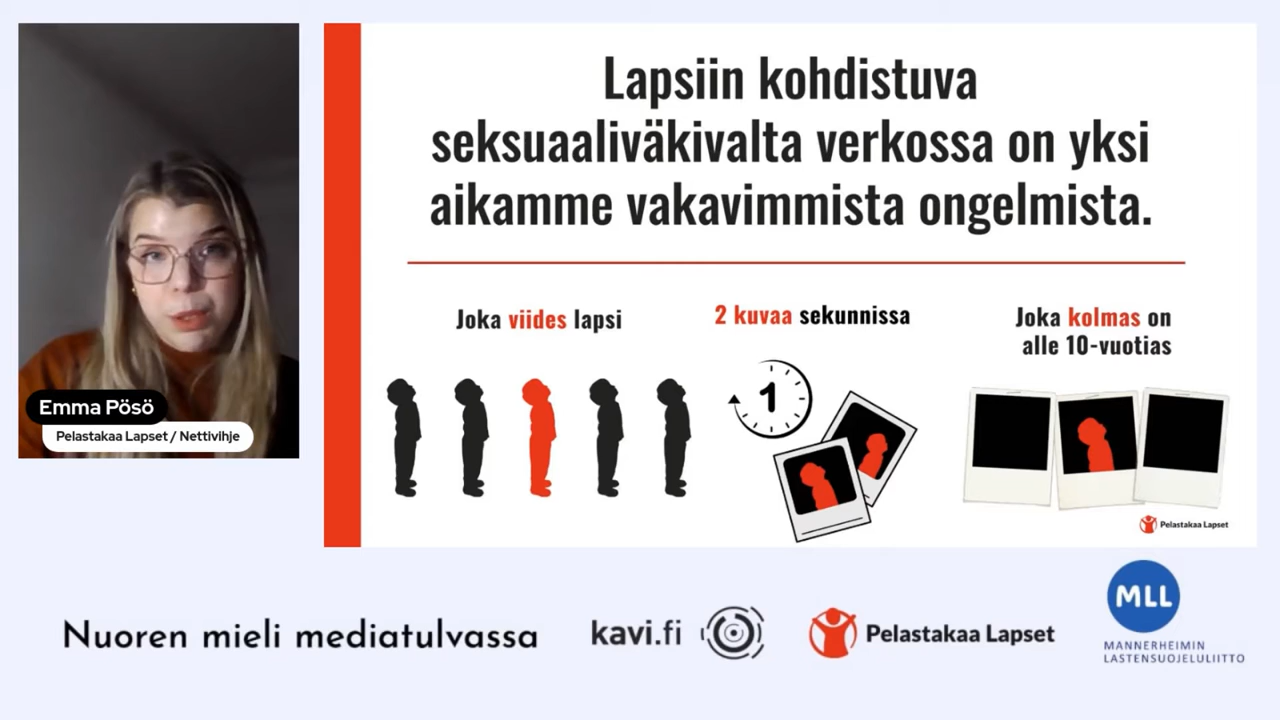 Lapsiin kohdistuva
seksuaaliväkivalta verkossa on yksi
aikamme vakavimmista ongelmista.
Joka viides lapsi
2 kuvaa sekunnissa
Joka kolmas on
alle 10-vuotias
1
Pelastakaa Lapset
Emma Pösö
Pelastakaa Lapset / Nettivihje
Nuoren mieli mediatulvassa
kavi.fi
Pelastakaa Lapset
MLL
MANNERHEIMIN
LASTENSUOJELULIITTO